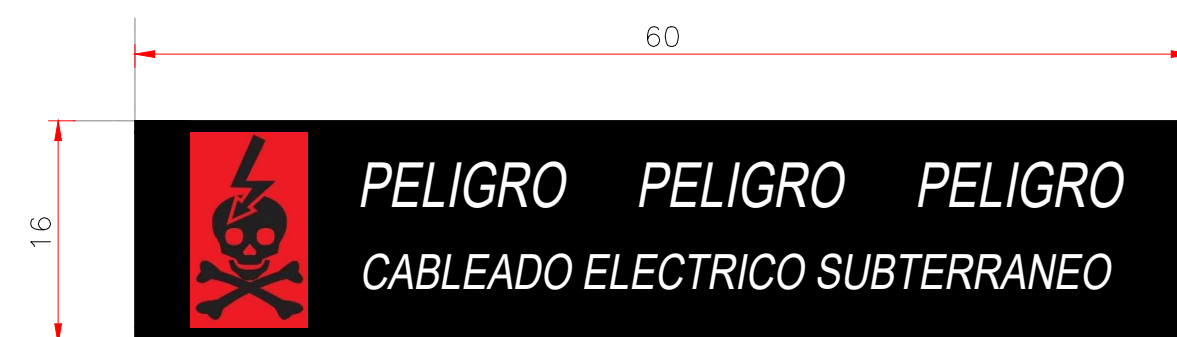 60
16
PELIGRO PELIGRO PELIGRO
CABLEADO ELECTRICO SUBTERRANEO